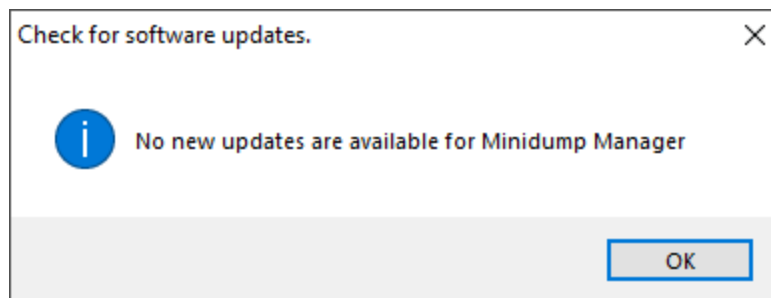 Check for software updates.
No new updates are available for Minidump Manager
OK